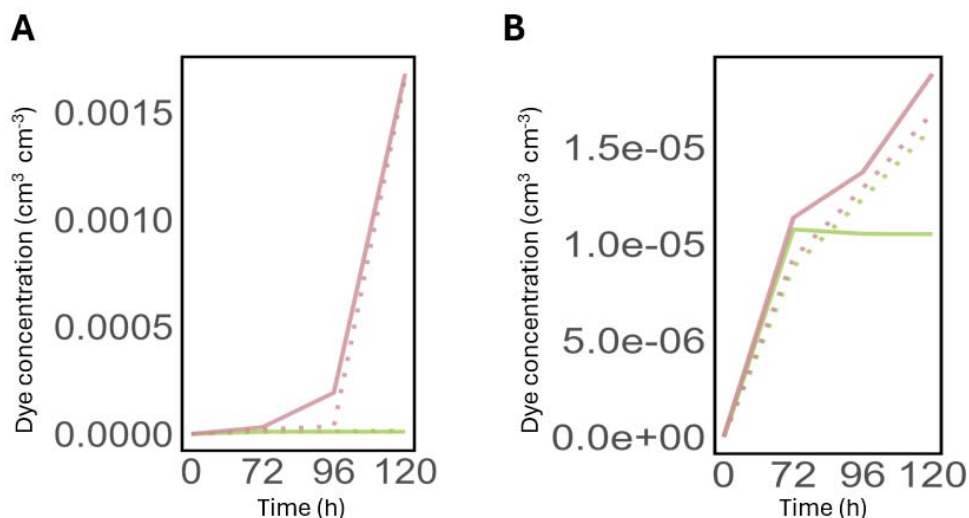 A
Dye concentration (cm³ cm⁻³)
0.0015
0.0010
0.0005
0.0000
0 72 96 120
Time (h)
B
Dye concentration (cm³ cm⁻³)
1.5e-05
1.0e-05
5.0e-06
0.0e+00
0 72 96 120
Time (h)